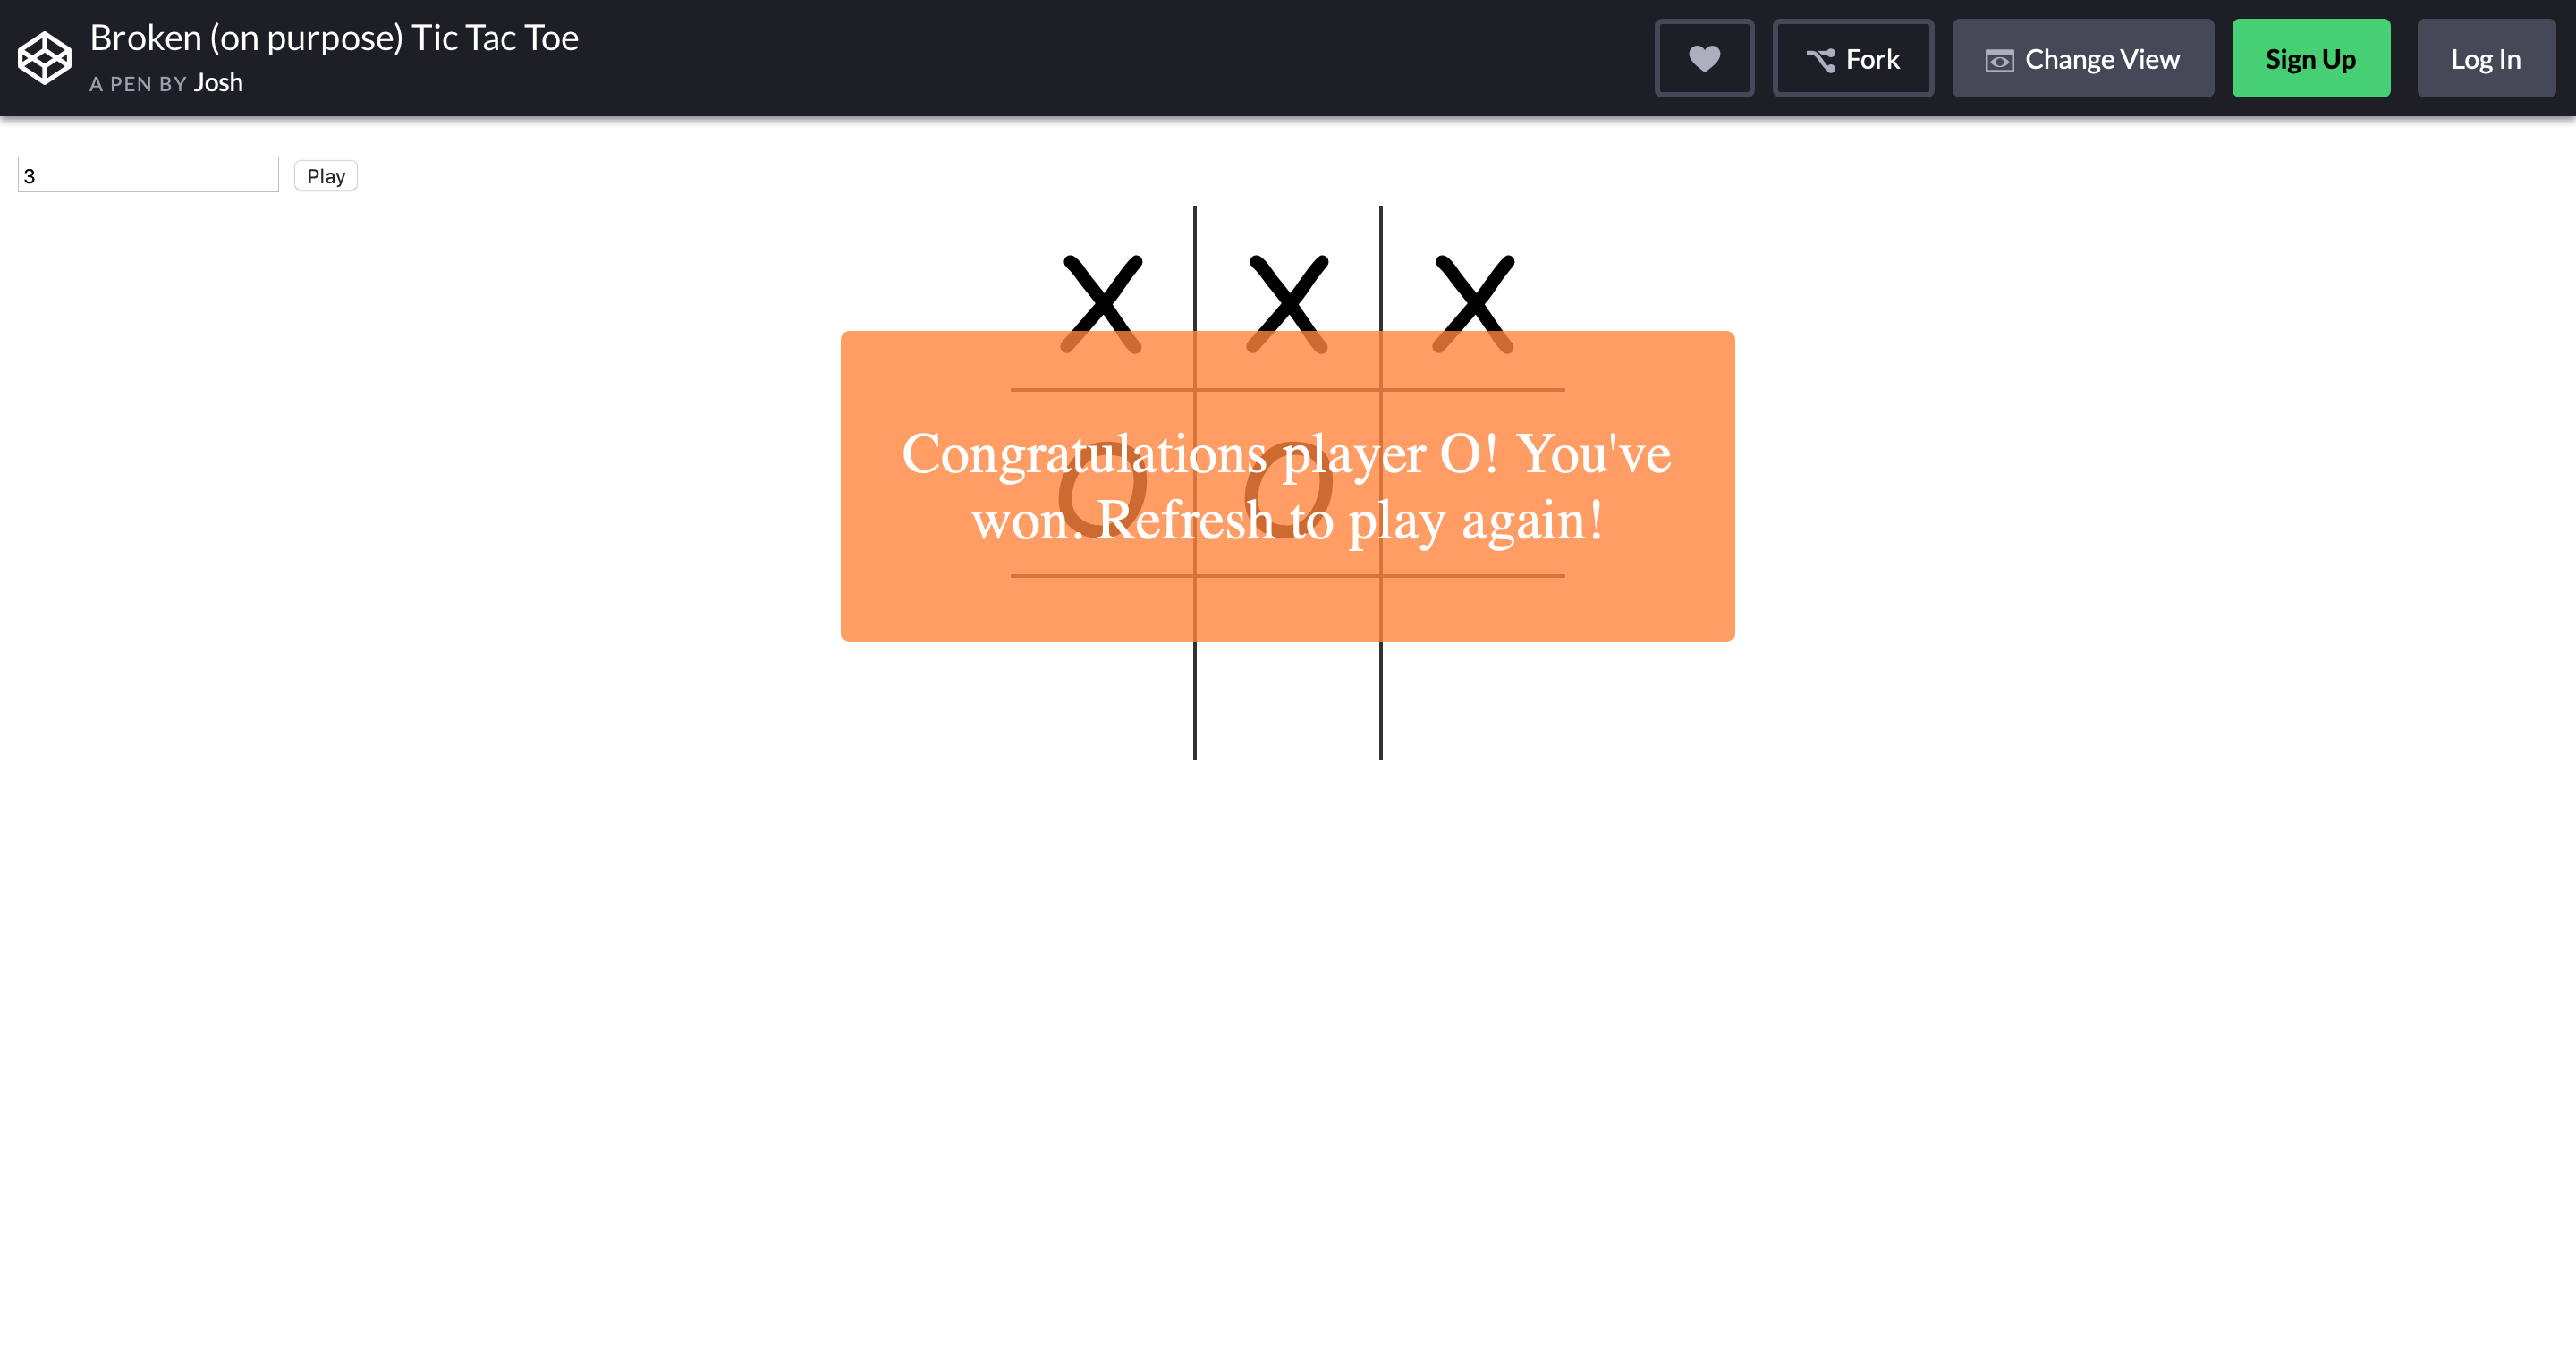 Broken (on purpose) Tic Tac Toe
A PEN BY Josh
Fork
Change View
Sign Up
Log In
3
Play
X X X
O O
Congratulations player O! You've
won. Refresh to play again!